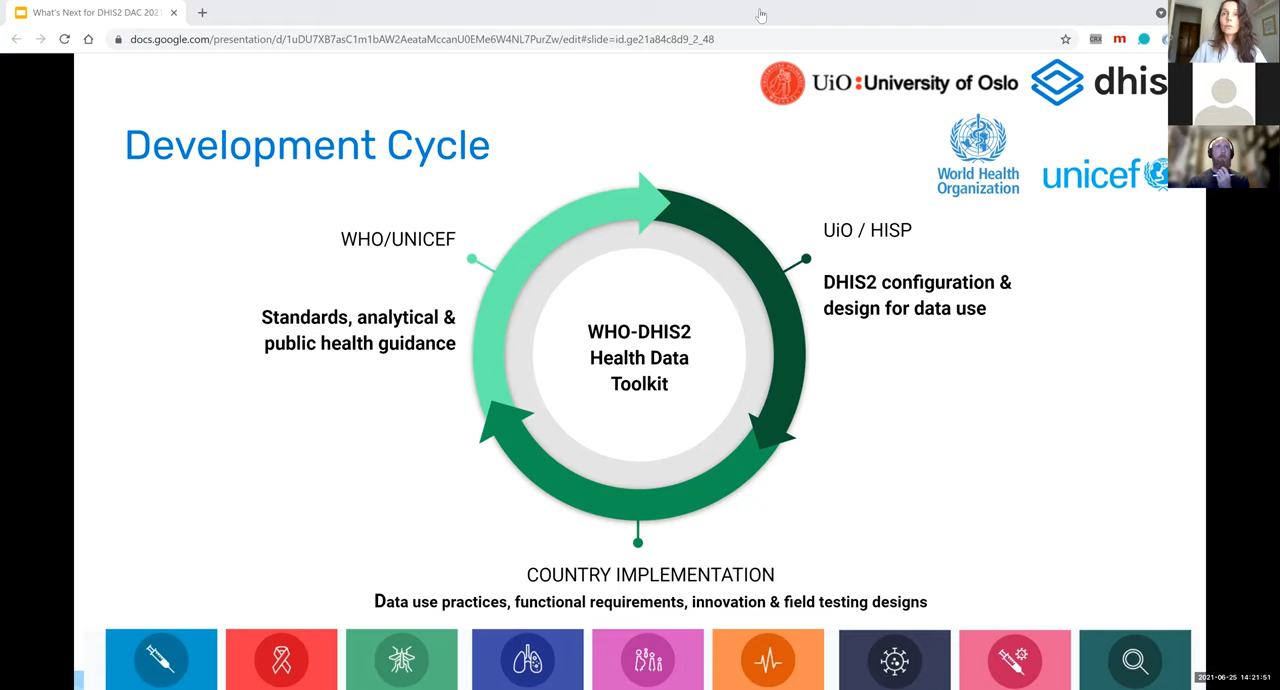 What's Next for DHIS2 DAC 2021
docs.google.com/presentation/d/1uDU7XB7asC1m1bAW2AeataMccanU0EMe6W4NL7PurZw/edit#slide=id.ge21a84c8d9_2_48
CRX
m
UiO : University of Oslo
dhis
Development Cycle
World Health
Organization
unicef
WHO/UNICEF
UiO / HISP
Standards, analytical &
public health guidance
DHIS2 configuration &
design for data use
WHO-DHIS2
Health Data
Toolkit
COUNTRY IMPLEMENTATION
Data use practices, functional requirements, innovation & field testing designs
2021-06-25 14:21:51